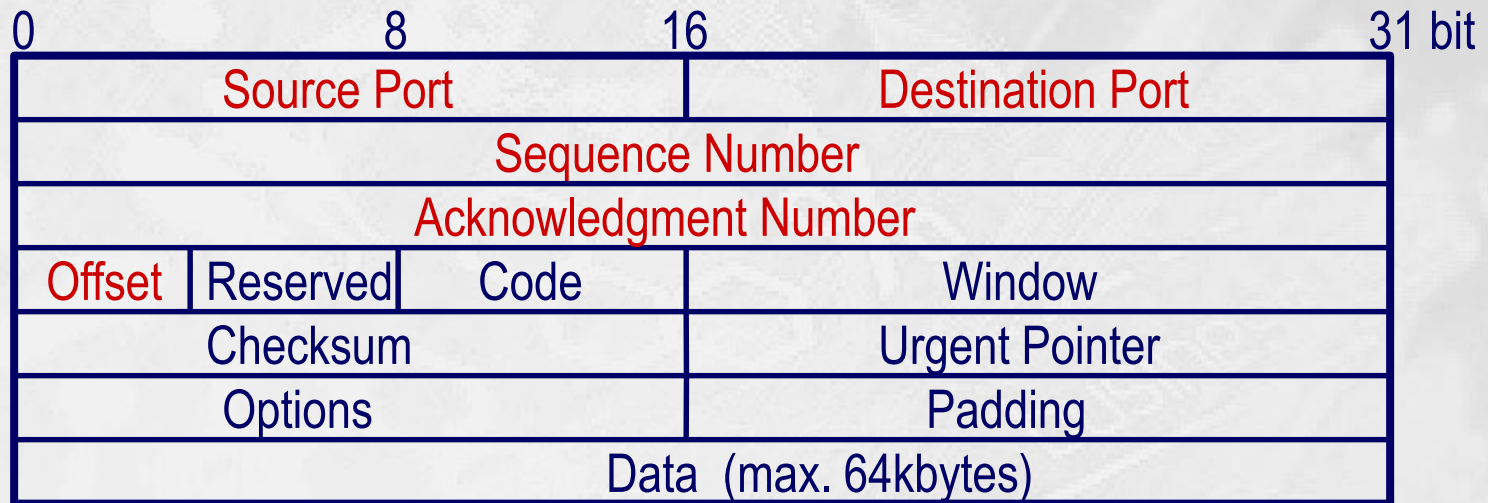 0 8 16 31 bit
Source Port Destination Port
Sequence Number
Acknowledgment Number
Offset Reserved Code Window
Checksum Urgent Pointer
Options Padding
Data (max. 64kbytes)